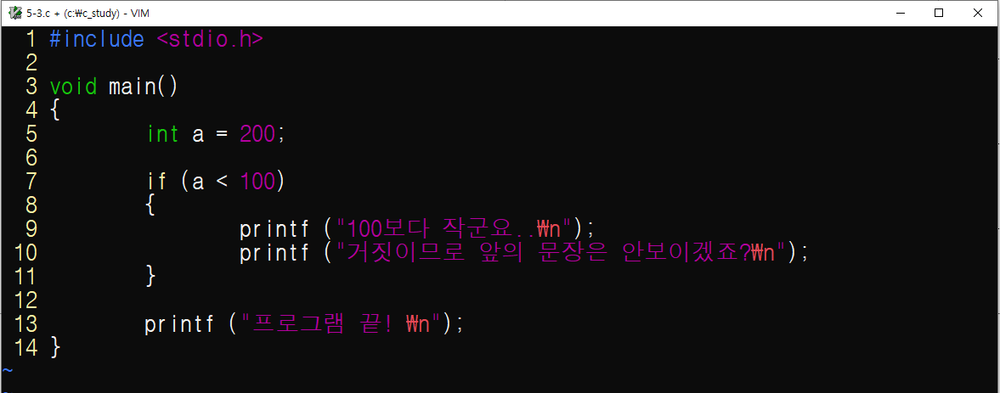 5-3.c + (c:₩c_study) - VIM
1 #include <stdio.h>
2
3 void main()
4 {
5         int a = 200;
6
7         if (a < 100)
8         {
9                 printf ("100보다 작군요..₩n");
10                 printf ("거짓이므로 앞의 문장은 안보이겠죠?₩n");
11         }
12
13         printf ("프로그램 끝! ₩n");
14 }
~
~